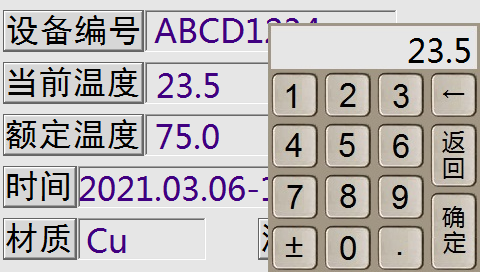 设备编号 ABCD1234
当前温度 23.5
额定温度 75.0
时间 2021.03.06-1
材质 Cu
23.5
1 2 3 ←
4 5 6 返回
7 8 9 确定
± 0 .